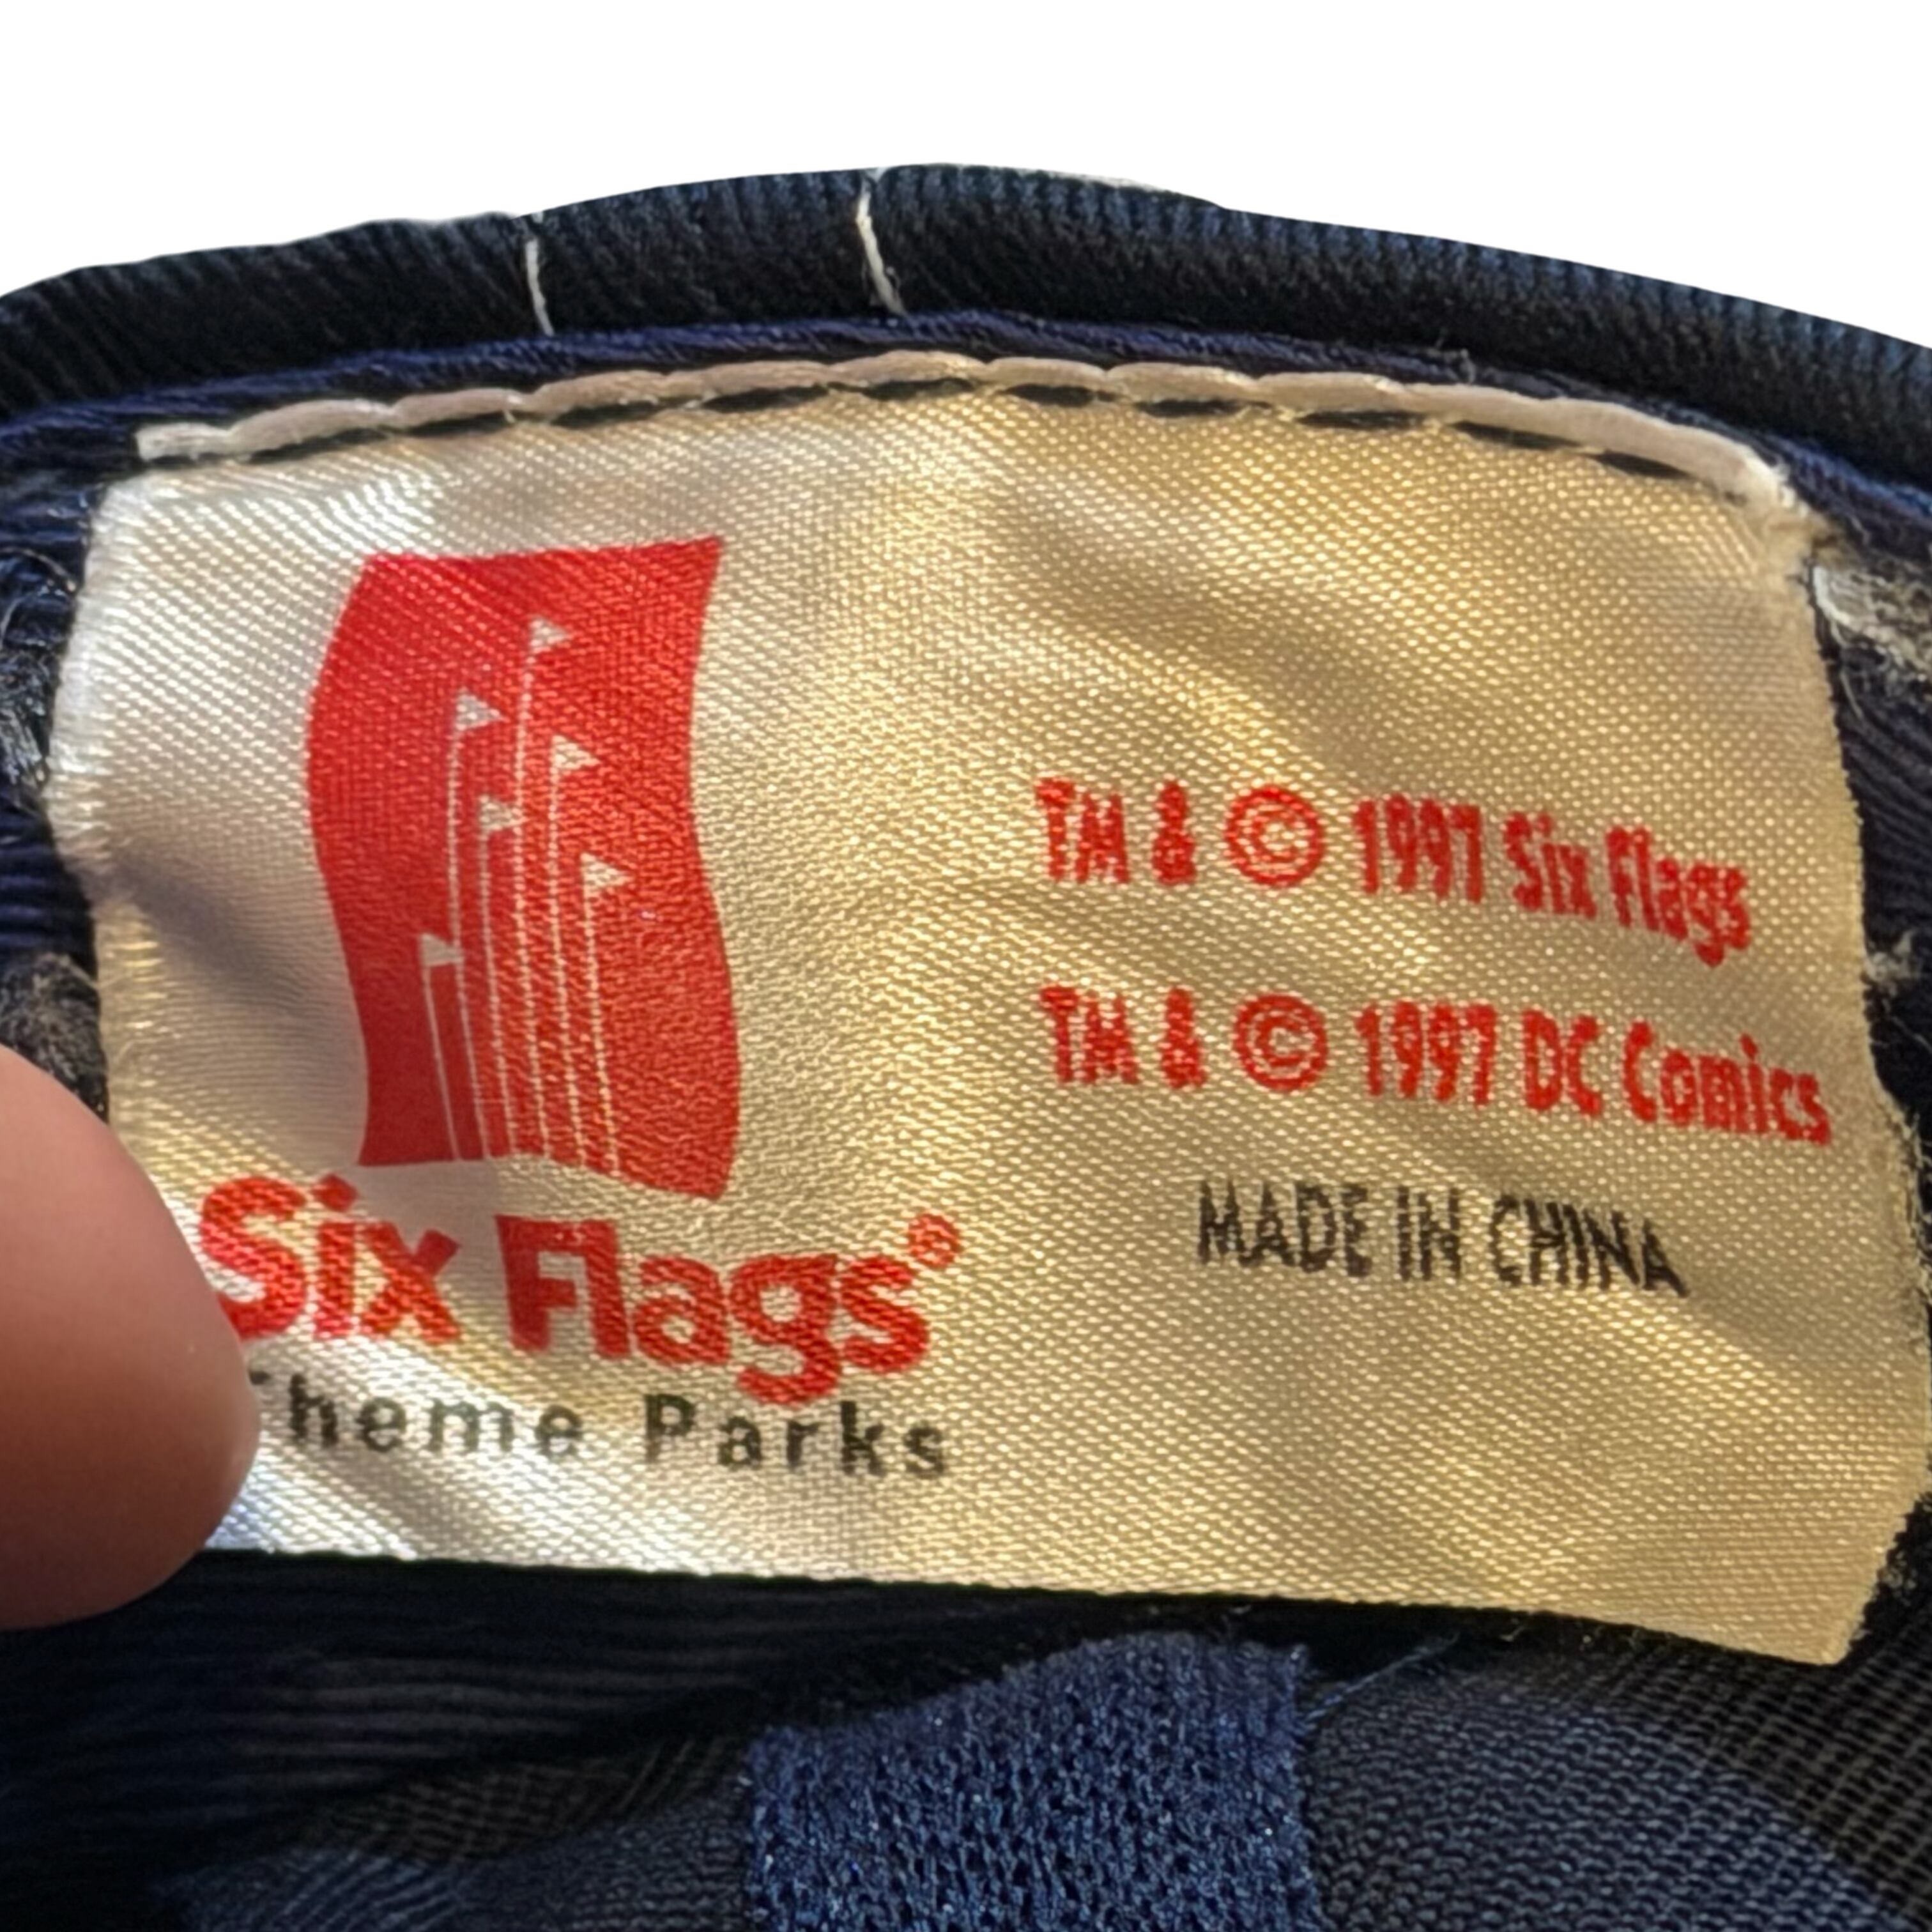 Six Flags®
Theme Parks
TM & © 1997 Six Flags
TM & © 1997 DC Comics
MADE IN CHINA